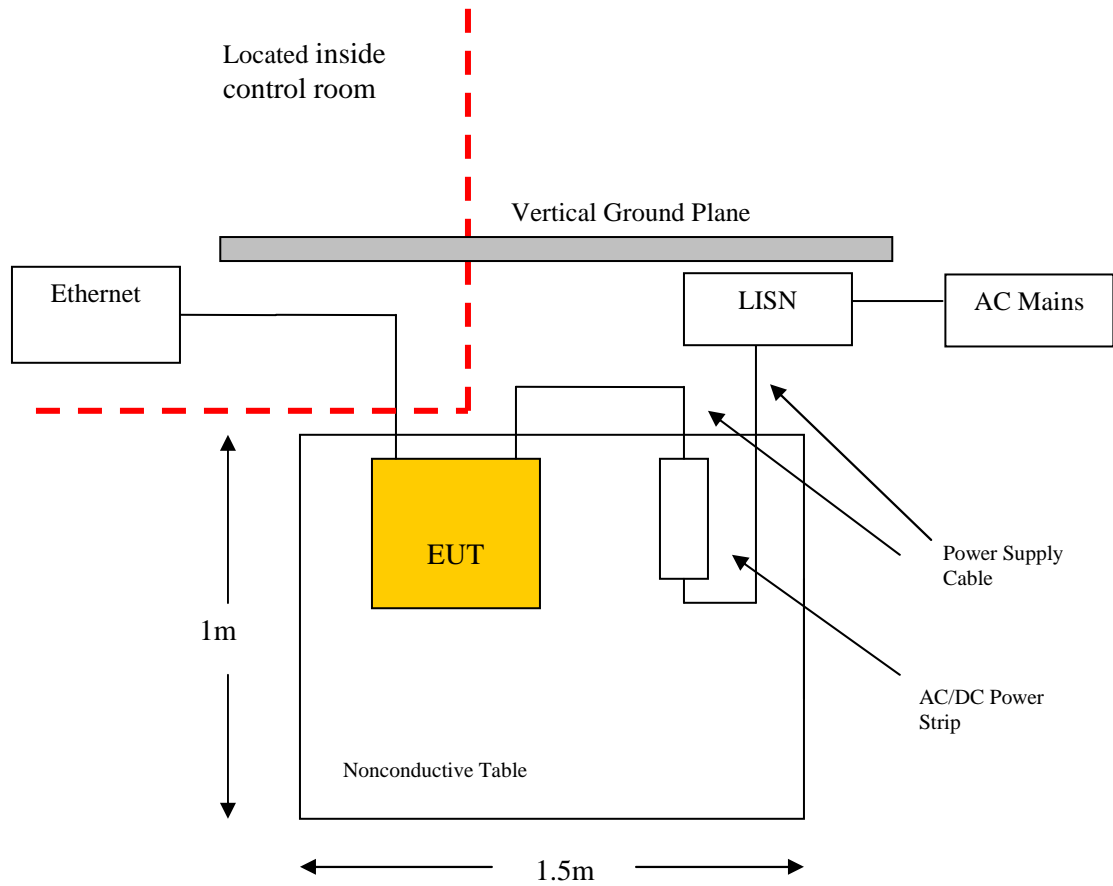 Located inside
control room
Vertical Ground Plane
Ethernet
LISN
AC Mains
EUT
Power Supply
Cable
1m
AC/DC Power
Strip
Nonconductive Table
1.5m